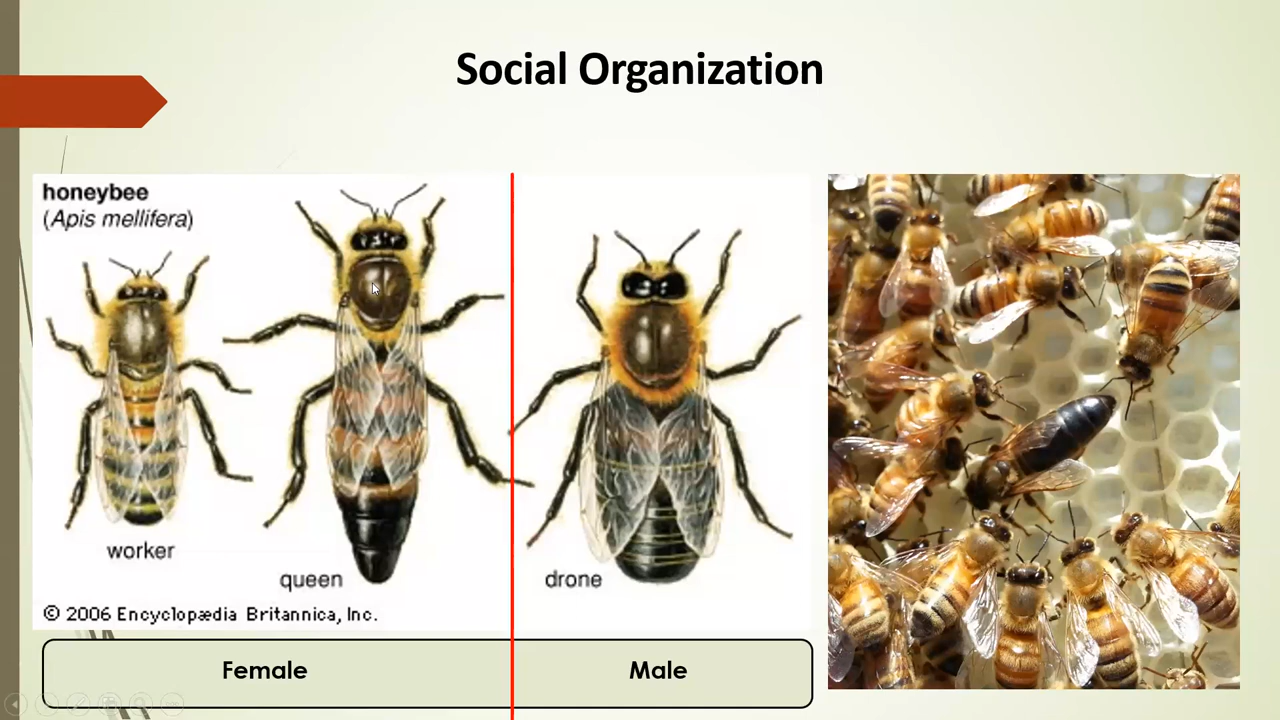 Social Organization
honeybee
(Apis mellifera)
worker
queen
drone
© 2006 Encyclopædia Britannica, Inc.
Female
Male